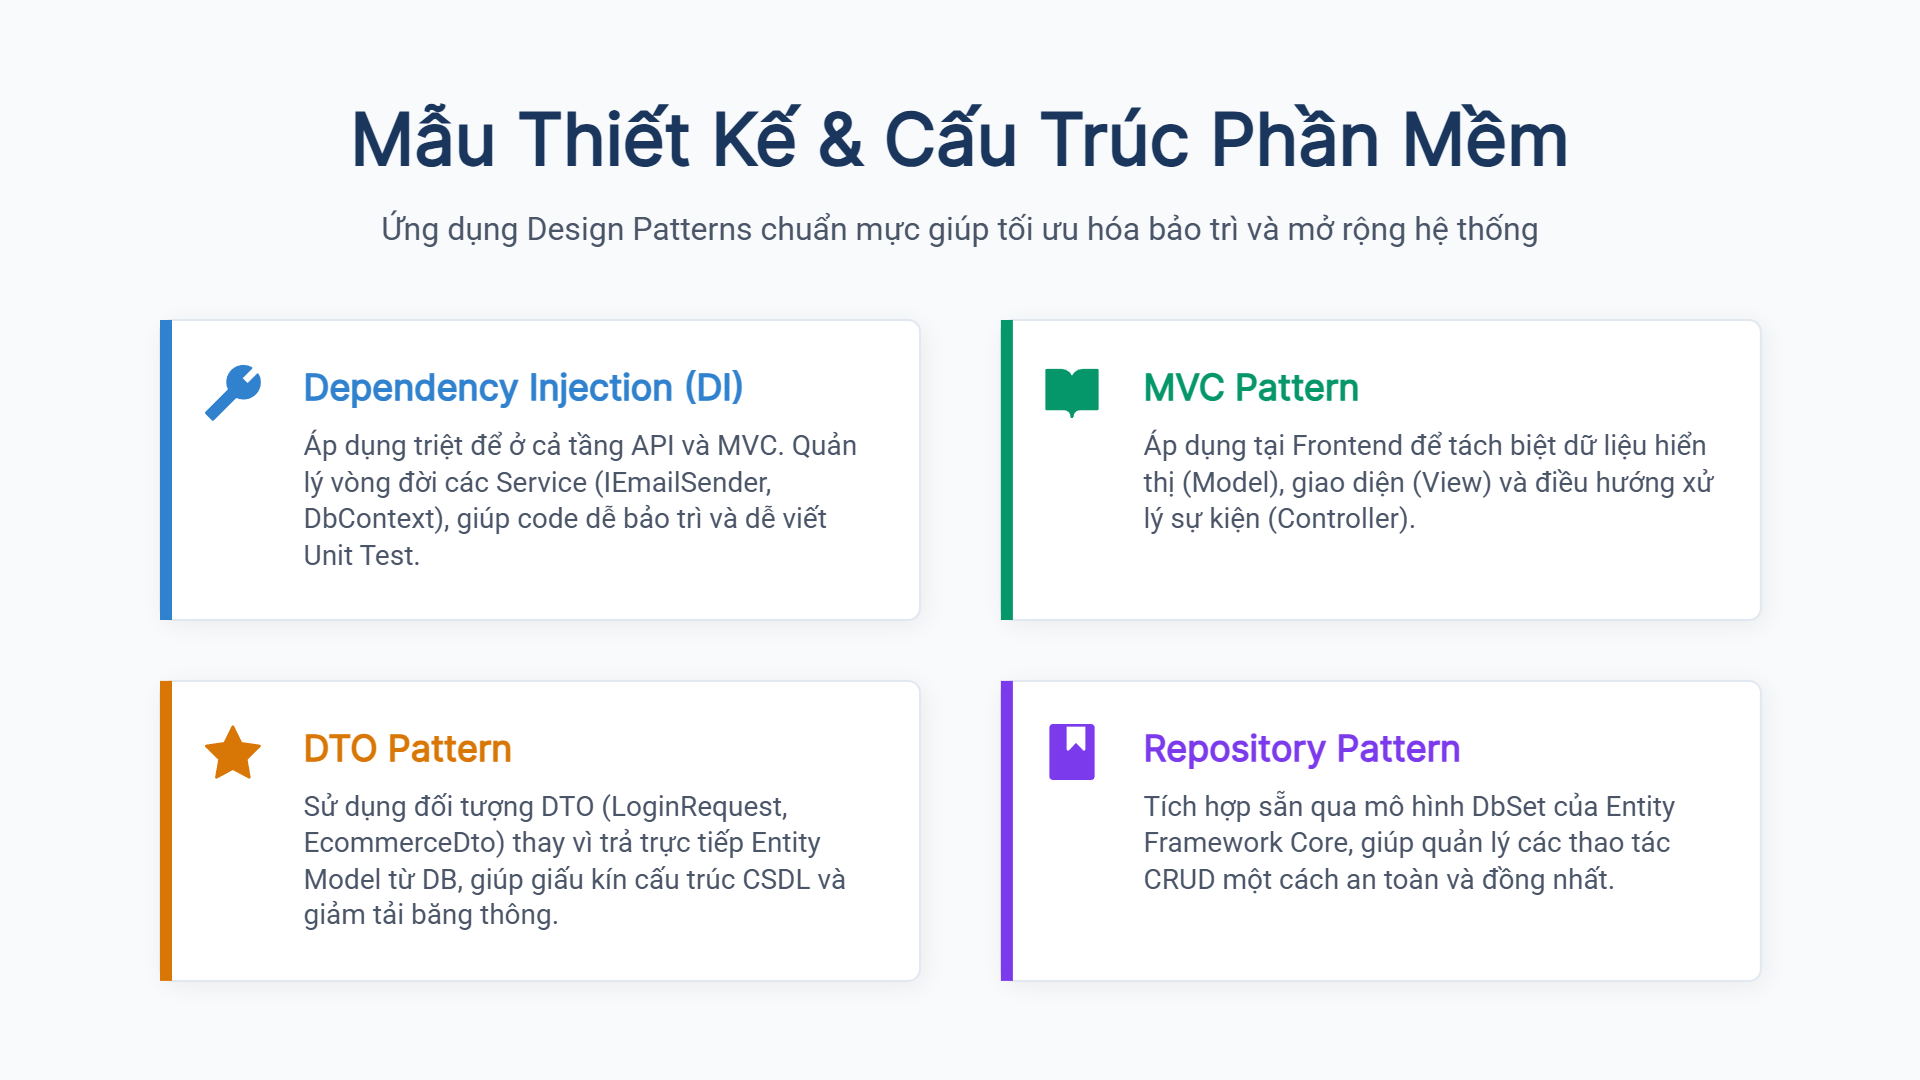 Mẫu Thiết Kế & Cấu Trúc Phần Mềm
Ứng dụng Design Patterns chuẩn mực giúp tối ưu hóa bảo trì và mở rộng hệ thống
Dependency Injection (DI)
Áp dụng triệt để ở cả tầng API và MVC. Quản
lý vòng đời các Service (IEmailSender,
DbContext), giúp code dễ bảo trì và dễ viết
Unit Test.
MVC Pattern
Áp dụng tại Frontend để tách biệt dữ liệu hiển
thị (Model), giao diện (View) và điều hướng xử
lý sự kiện (Controller).
DTO Pattern
Sử dụng đối tượng DTO (LoginRequest,
EcommerceDto) thay vì trả trực tiếp Entity
Model từ DB, giúp giấu kín cấu trúc CSDL và
giảm tải băng thông.
Repository Pattern
Tích hợp sẵn qua mô hình DbSet của Entity
Framework Core, giúp quản lý các thao tác
CRUD một cách an toàn và đồng nhất.